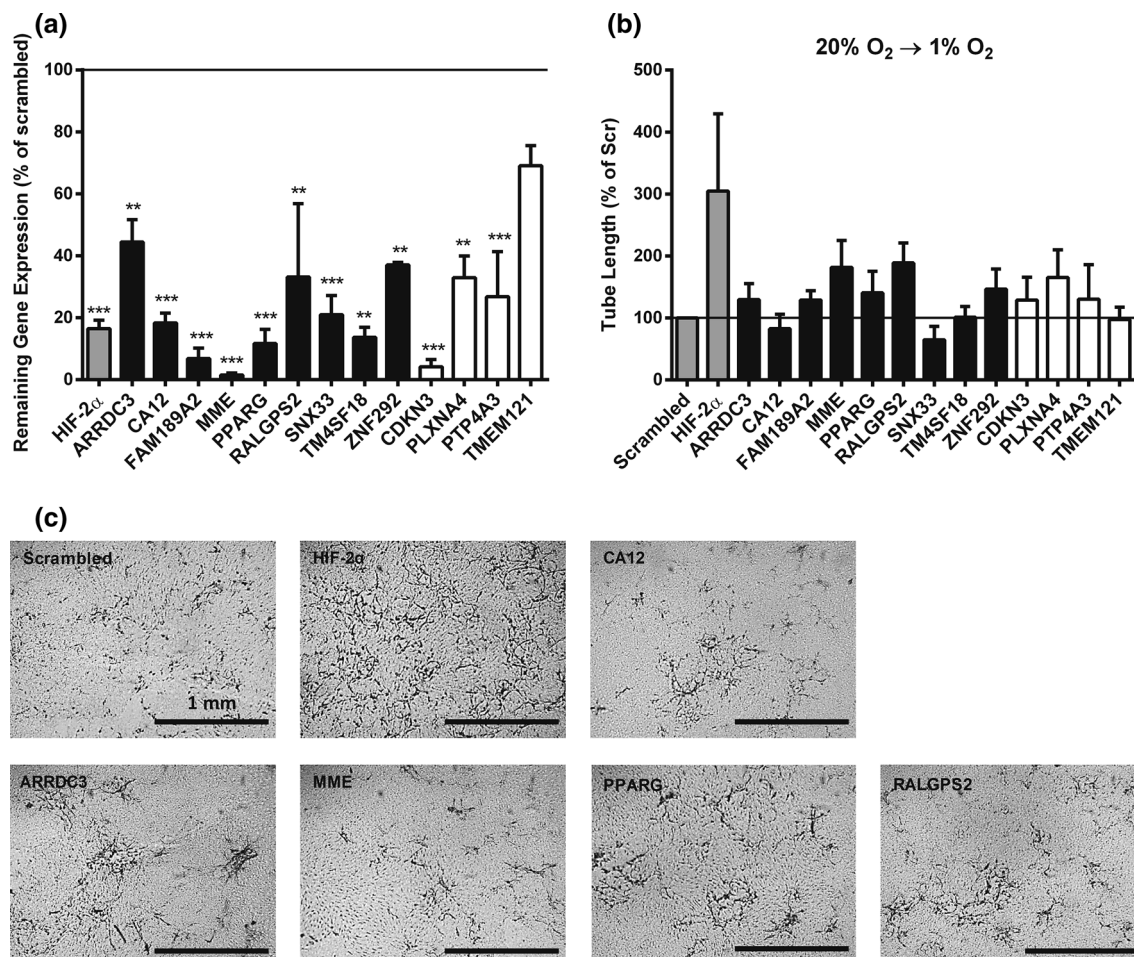 (a)
Remaining Gene Expression (% of scrambled)
100
80
60
40
20
0
***
**
***
***
***
***
**
***
**
**
***
**
***
HIF-2α
ARRDC3
CA12
FAM189A2
MME
PPARG
RALGPS2
SNX33
TM4SF18
ZNF292
CDKN3
PLXNA4
PTP4A3
TMEM121
(b)
20% O₂ → 1% O₂
Tube Length (% of Scr)
500
400
300
200
100
0
Scrambled
HIF-2α
ARRDC3
CA12
FAM189A2
MME
PPARG
RALGPS2
SNX33
TM4SF18
ZNF292
CDKN3
PLXNA4
PTP4A3
TMEM121
(c)
Scrambled
1 mm
HIF-2α
CA12
ARRDC3
MME
PPARG
RALGPS2